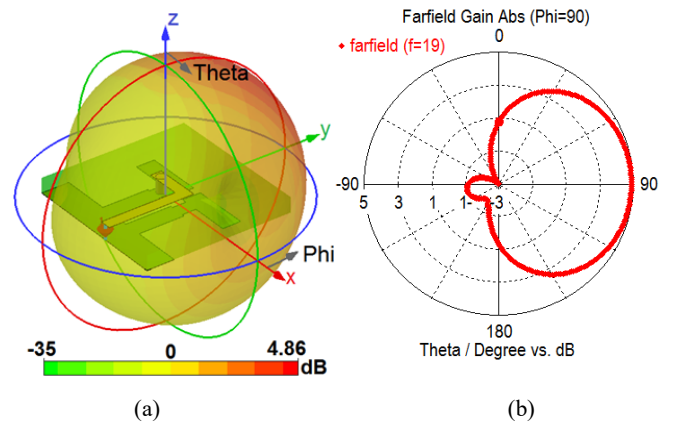 z
Theta
y
Phi
x
-35 0 4.86
dB
(a)
Farfield Gain Abs (Phi=90)
farfield (f=19)
0
-90 90
5 3 1 1- -3
180
Theta / Degree vs. dB
(b)